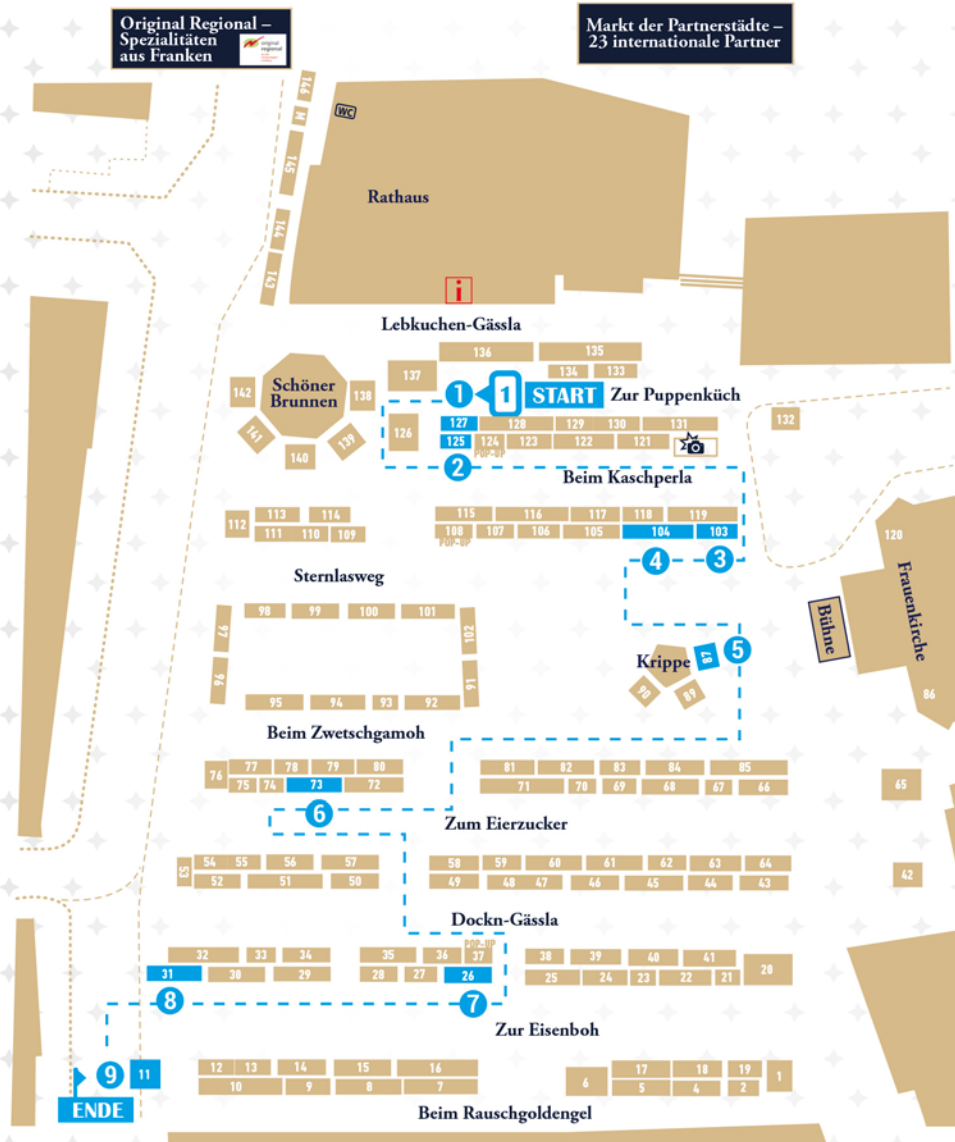 Original Regional –
Spezialitäten
aus Franken
original
regional
Markt der Partnerstädte –
23 internationale Partner
146
WC
M
145
Rathaus
144
143
i
Lebkuchen-Gässla
136 135
137 134 133
Schöner
Brunnen
142 138
1 1 START Zur Puppenküch
141 140 139
126 127 128 129 130 131 132
125 124 123 122 121
POP-UP
2
Beim Kaschperla
112 113 114 115 116 117 118 119
111 110 109 108 107 106 105 104 103
POP-UP
120
4 3
Sternlasweg
Frauenkirche
Bühne
98 99 100 101
97 102
5
Krippe 87
96 91 90 89
86
95 94 93 92
Beim Zwetschgamoh
76 77 78 79 80 81 82 83 84 85
75 74 73 72 71 70 69 68 67 66 65
6
Zum Eierzucker
53 54 55 56 57 58 59 60 61 62 63 64
52 51 50 49 48 47 46 45 44 43 42
Dockn-Gässla
POP-UP
32 33 34 35 36 37 38 39 40 41
31 30 29 28 27 26 25 24 23 22 21 20
8 7
Zur Eisenboh
9 11 12 13 14 15 16 17 18 19
10 9 8 7 6 5 4 2 1
ENDE
Beim Rauschgoldengel